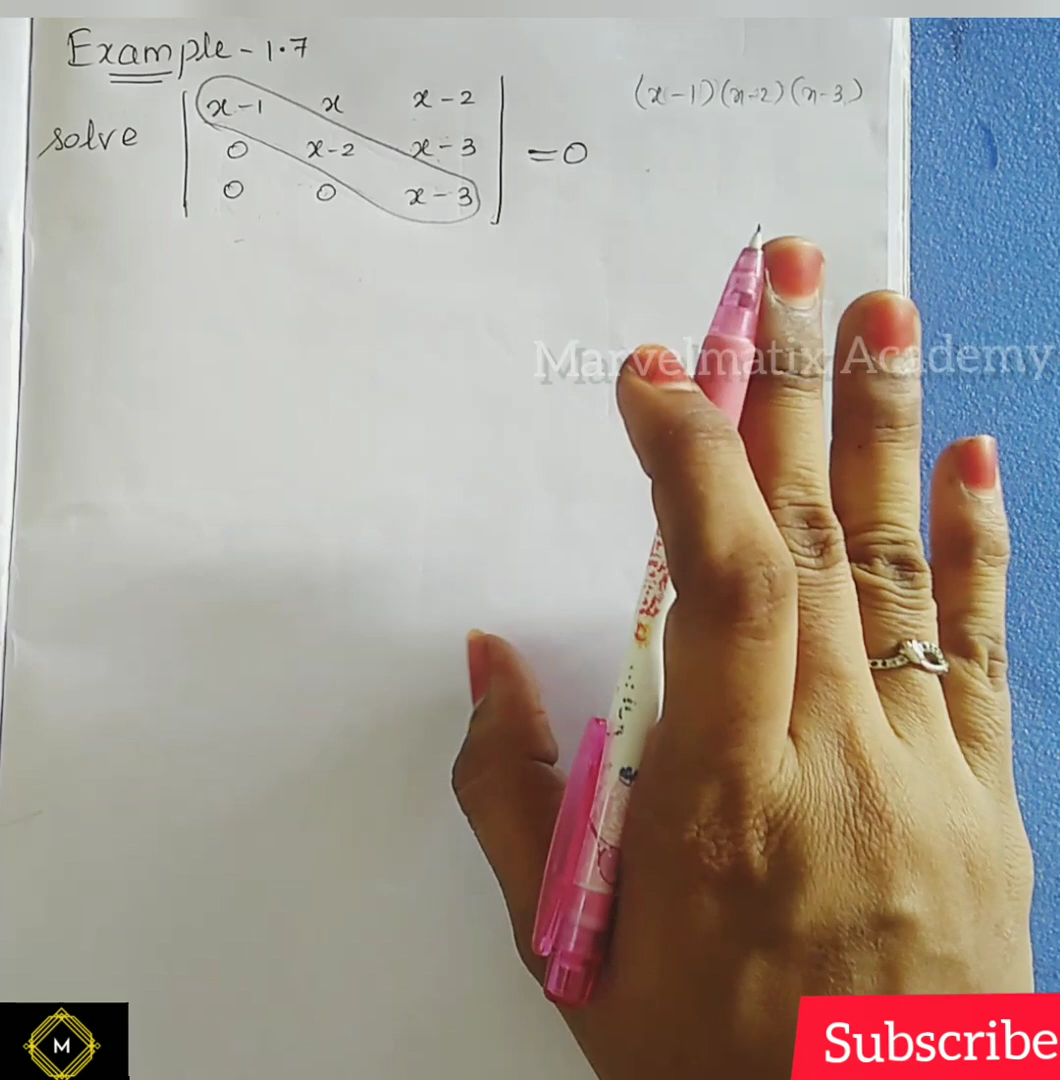 Example - 1.7
(x-1)(x-2)(x-3)
solve | x-1 x x-2 |
| 0 x-2 x-3 | = 0
| 0 0 x-3 |
Marvelmatix Academy
M
Subscribe